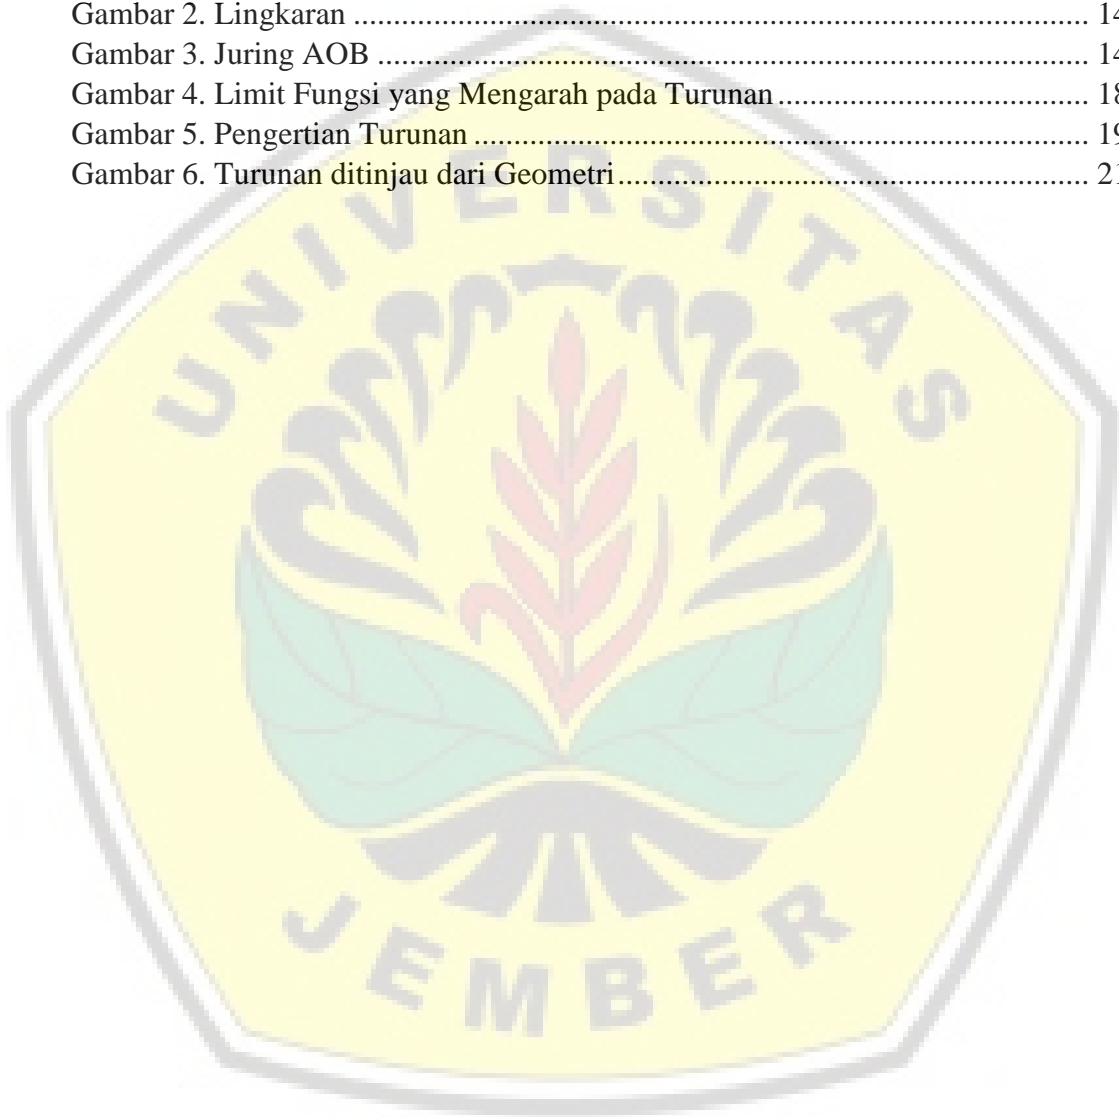 Gambar 2. Lingkaran ........................................................................................... 14
Gambar 3. Juring AOB ........................................................................................ 14
Gambar 4. Limit Fungsi yang Mengarah pada Turunan ....................................... 18
Gambar 5. Pengertian Turunan ............................................................................ 19
Gambar 6. Turunan ditinjau dari Geometri .......................................................... 21
UNIVERSITAS
JEMBER